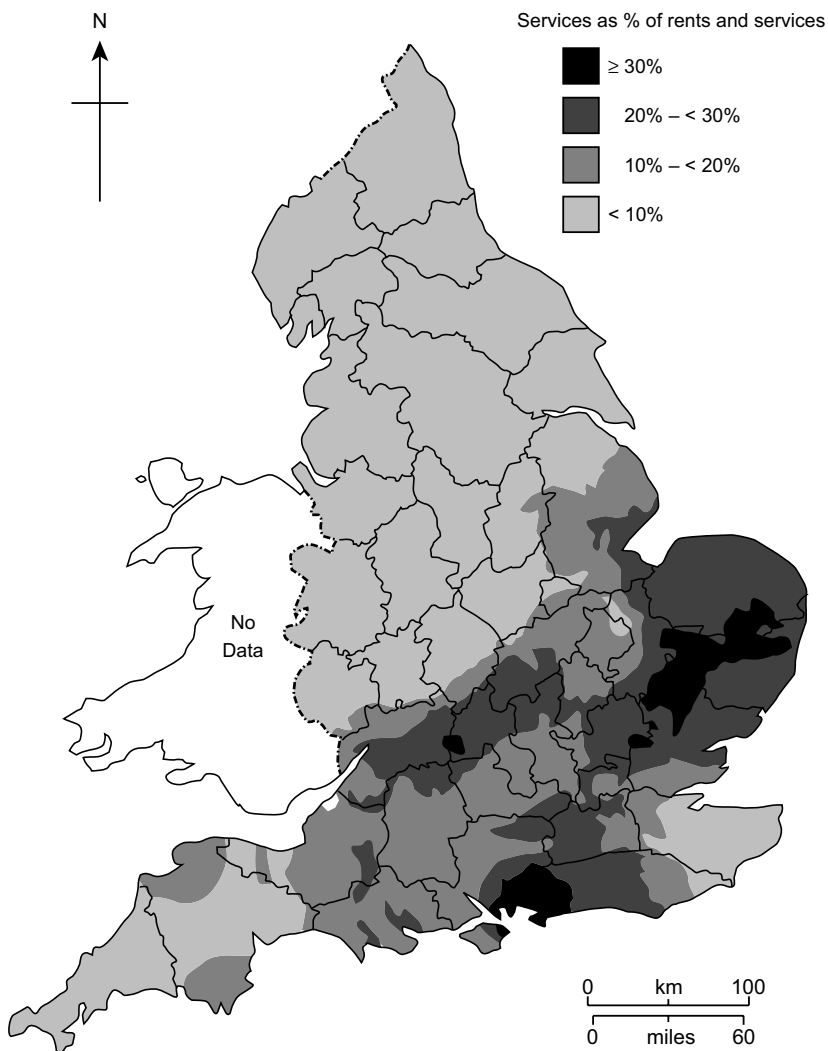 N
Services as % of rents and services
≥ 30%
20% – < 30%
10% – < 20%
< 10%
No
Data
0 km 100
0 miles 60